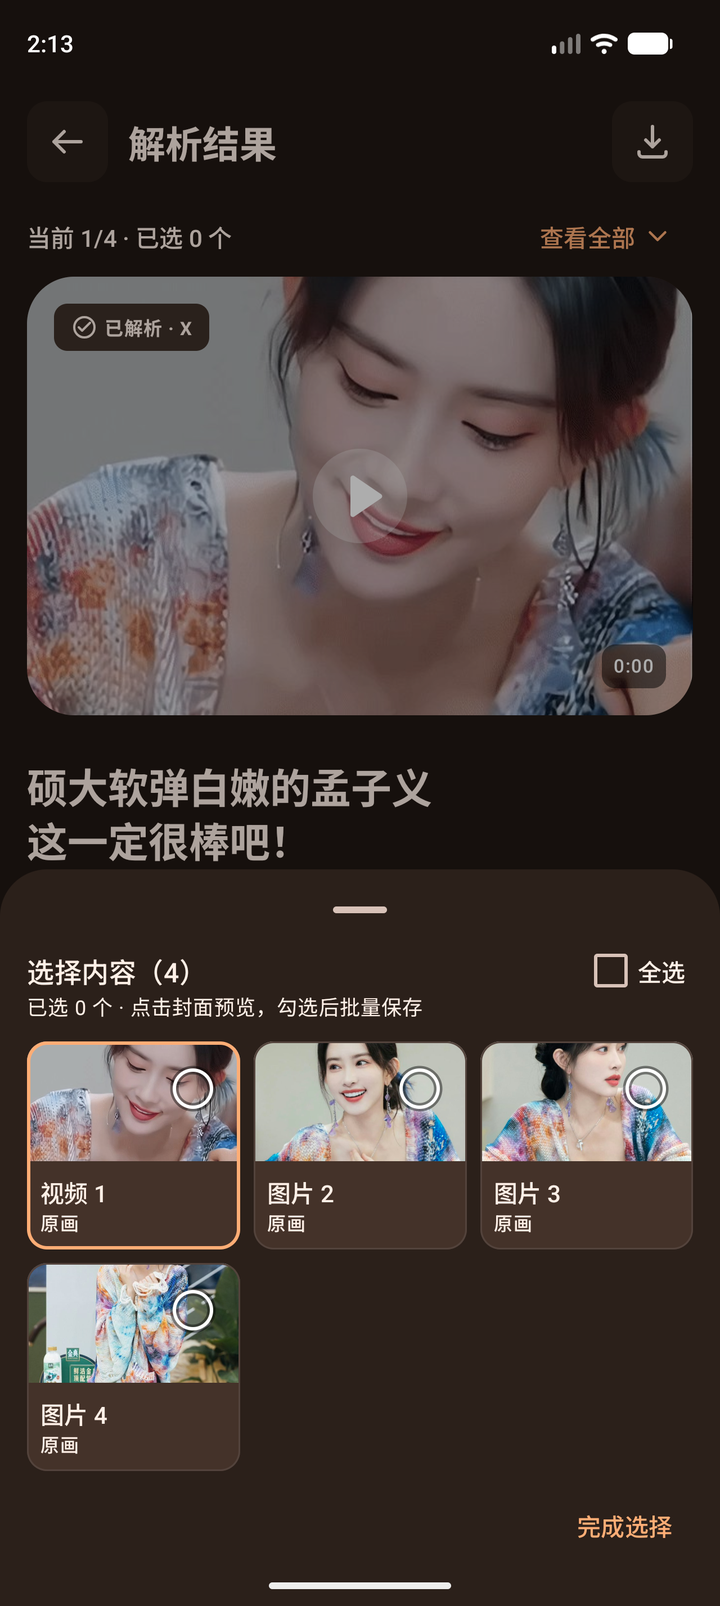 2:13
解析结果
当前 1/4 · 已选 0 个
查看全部
已解析 · X
0:00
硕大软弹白嫩的孟子义
这一定很棒吧!
选择内容（4）
全选
已选 0 个 · 点击封面预览，勾选后批量保存
视频 1
原画
图片 2
原画
图片 3
原画
图片 4
原画
完成选择